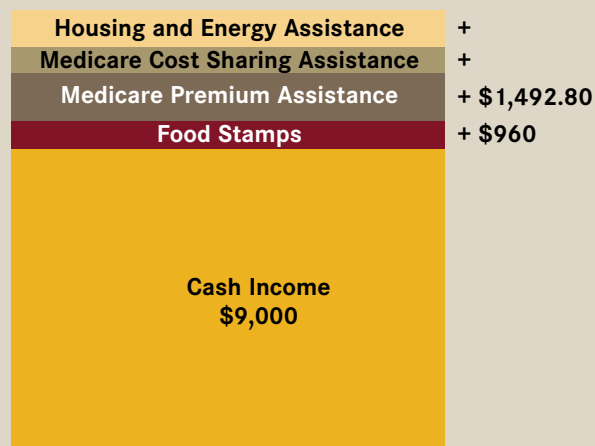 Housing and Energy Assistance +
Medicare Cost Sharing Assistance +
Medicare Premium Assistance + $1,492.80
Food Stamps + $960
Cash Income
$9,000